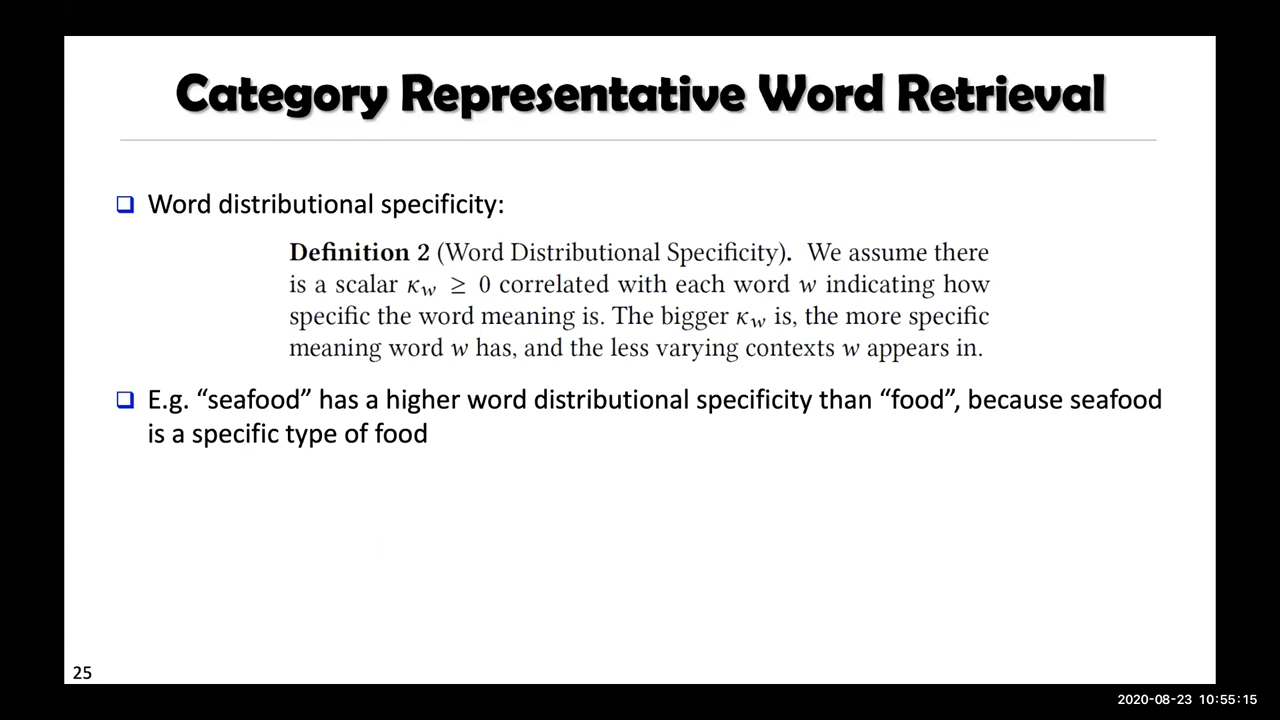 Category Representative Word Retrieval
Word distributional specificity:
Definition 2 (Word Distributional Specificity). We assume there
is a scalar κ_w ≥ 0 correlated with each word w indicating how
specific the word meaning is. The bigger κ_w is, the more specific
meaning word w has, and the less varying contexts w appears in.
E.g. “seafood” has a higher word distributional specificity than “food”, because seafood
is a specific type of food
25
2020-08-23 10:55:15